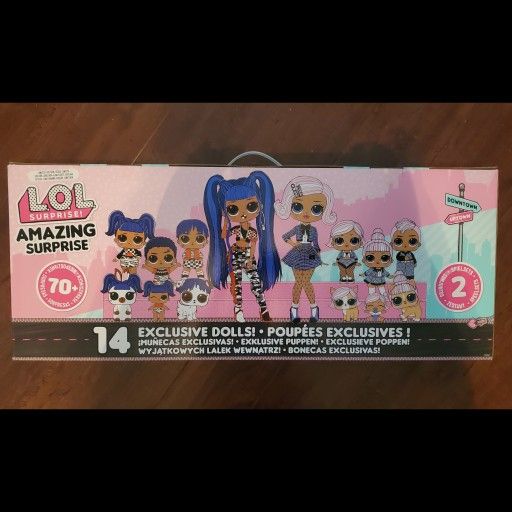 L.O.L.
SURPRISE!
AMAZING
SURPRISE
70+
DOWNTOWN
UPTOWN
2
14 EXCLUSIVE DOLLS! • POUPÉES EXCLUSIVES !
¡MUÑECAS EXCLUSIVAS! • EXKLUSIVE PUPPEN! • EXCLUSIEVE POPPEN!
WYJĄTKOWYCH LALEK WEWNĄTRZ! • BONECAS EXCLUSIVAS!